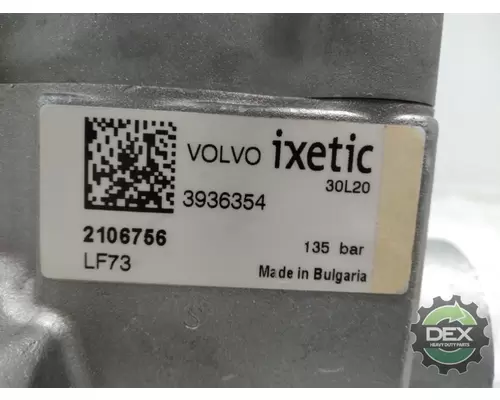 VOLVO ixetic
30L20
3936354
2106756
135 bar
LF73
Made in Bulgaria
DEX
HEAVY DUTY PARTS